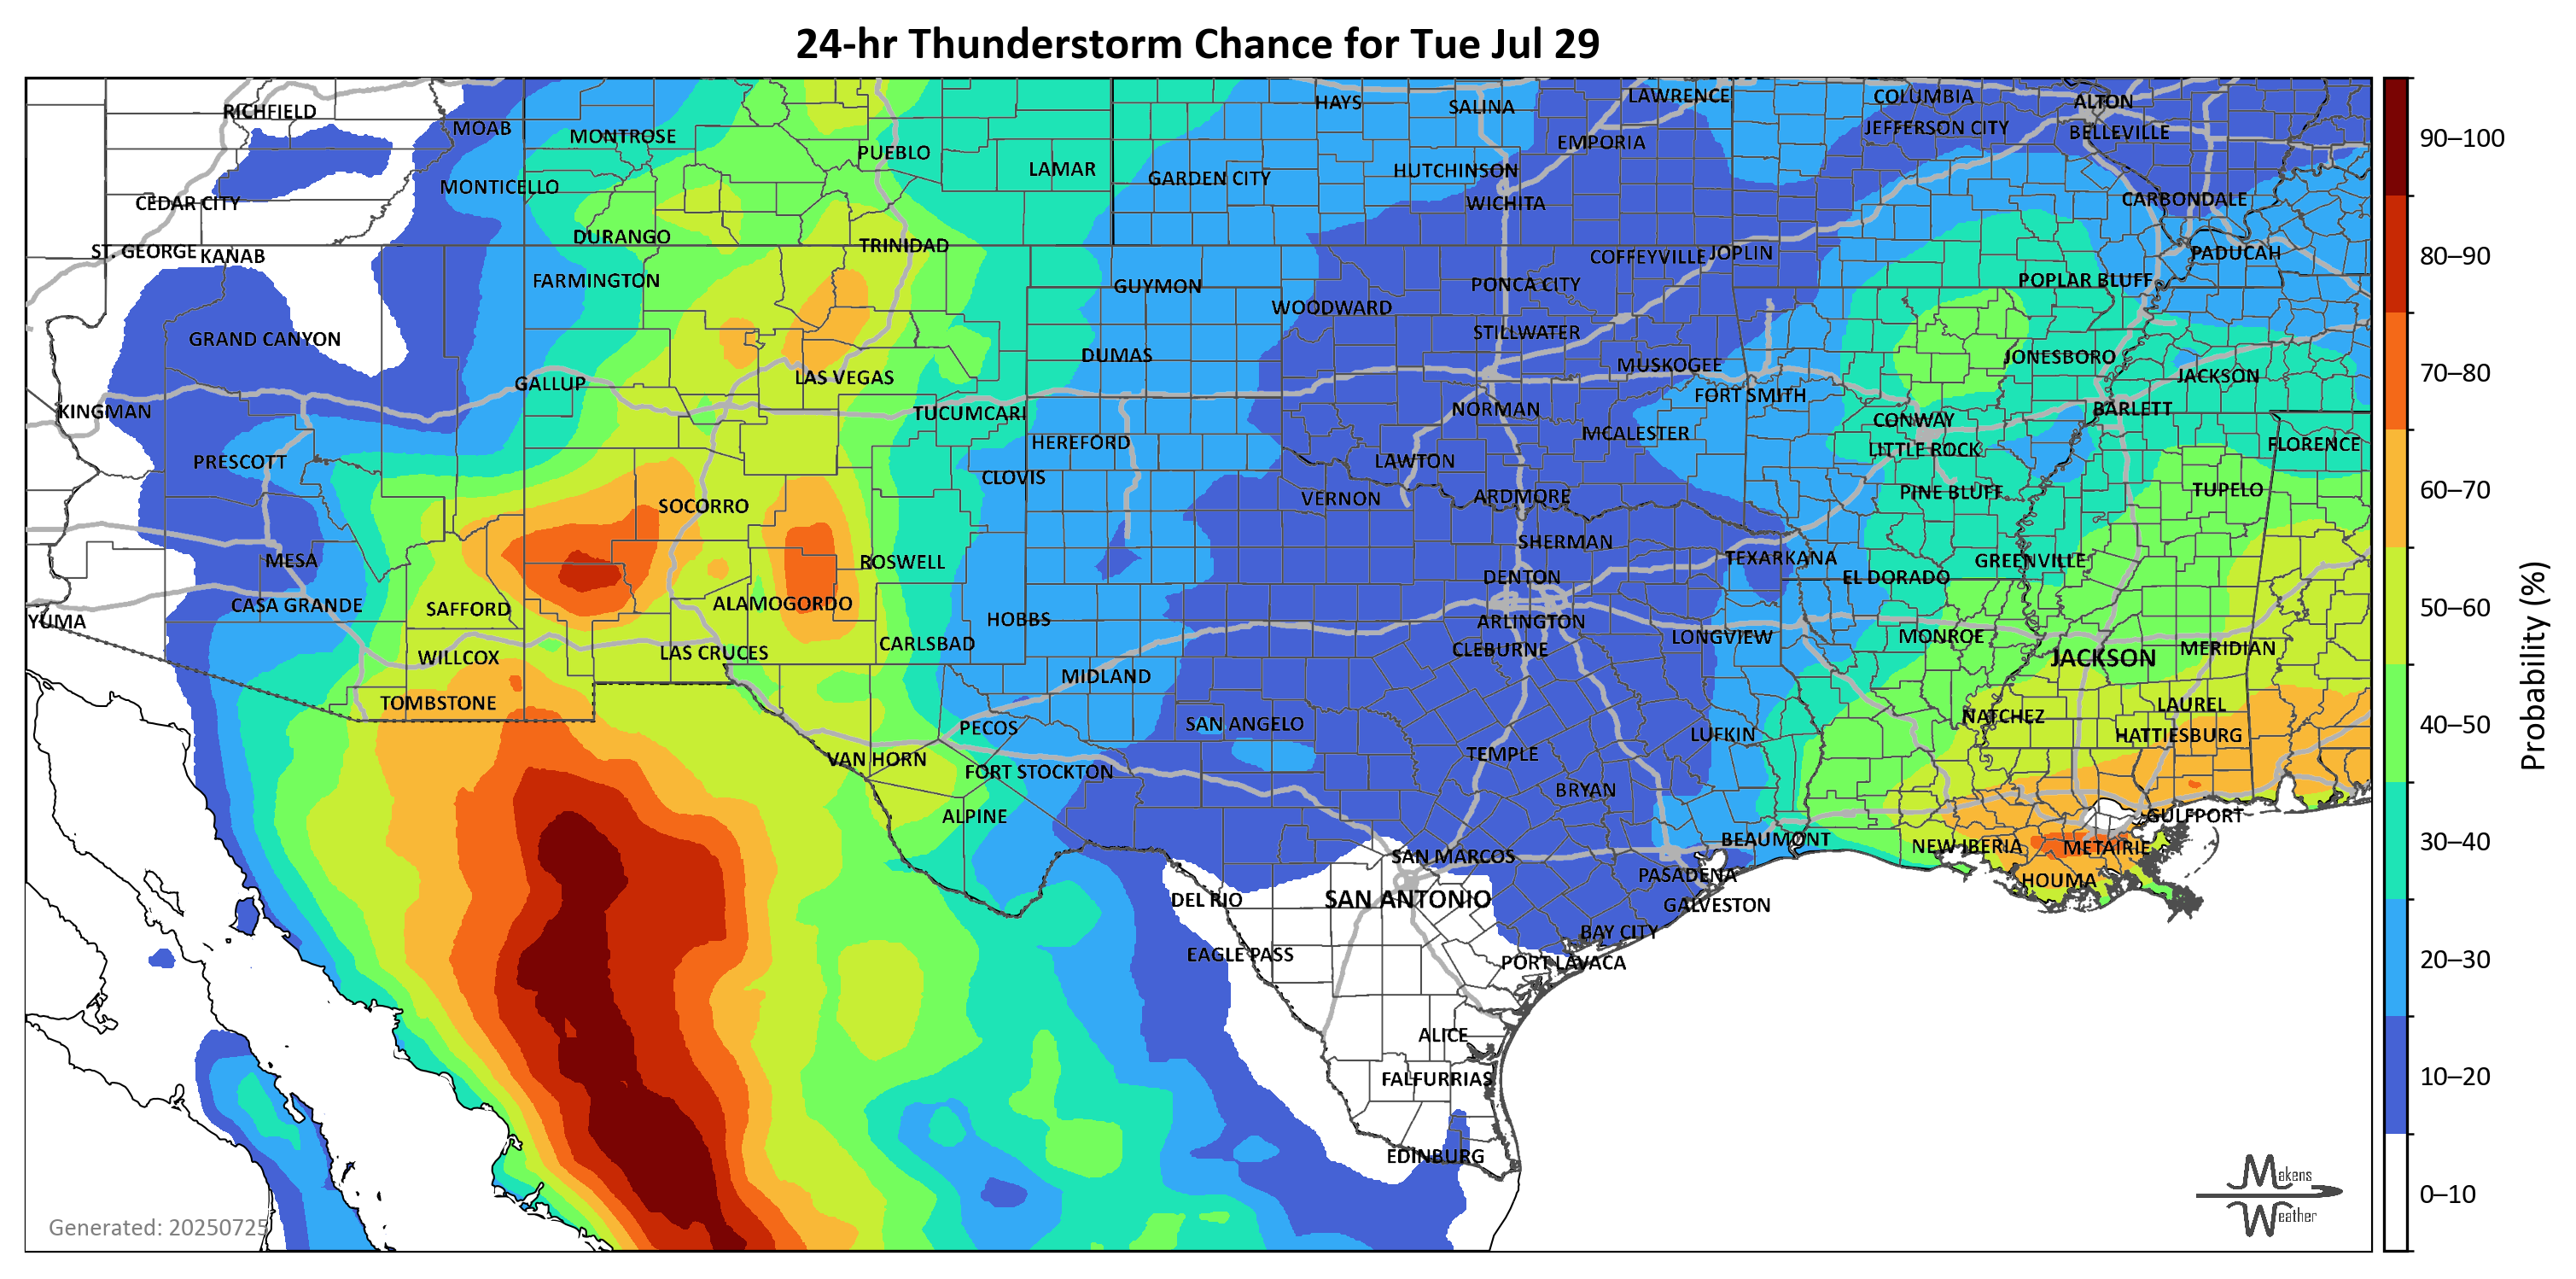 24-hr Thunderstorm Chance for Tue Jul 29
RICHFIELD
MOAB
MONTROSE
PUEBLO
LAMAR
HAYS
SALINA
LAWRENCE
COLUMBIA
ALTON
EMPORIA
JEFFERSON CITY
BELLEVILLE
90–100
CEDAR CITY
MONTICELLO
GARDEN CITY
HUTCHINSON
WICHITA
CARBONDALE
ST. GEORGE
KANAB
DURANGO
TRINIDAD
COFFEYVILLE
JOPLIN
PADUCAH
80–90
FARMINGTON
GUYMON
PONCA CITY
POPLAR BLUFF
WOODWARD
GRAND CANYON
STILLWATER
DUMAS
MUSKOGEE
JONESBORO
JACKSON
70–80
GALLUP
LAS VEGAS
FORT SMITH
KINGMAN
TUCUMCARI
NORMAN
CONWAY
BARLETT
HEREFORD
MCALESTER
LITTLE ROCK
FLORENCE
PRESCOTT
CLOVIS
LAWTON
60–70
SOCORRO
VERNON
ARDMORE
PINE BLUFF
TUPELO
MESA
ROSWELL
SHERMAN
TEXARKANA
GREENVILLE
DENTON
EL DORADO
YUMA
CASA GRANDE
SAFFORD
ALAMOGORDO
HOBBS
ARLINGTON
50–60
WILLCOX
LAS CRUCES
CARLSBAD
CLEBURNE
LONGVIEW
MONROE
JACKSON
MERIDIAN
Probability (%)
TOMBSTONE
MIDLAND
NATCHEZ
LAUREL
PECOS
SAN ANGELO
LUFKIN
HATTIESBURG
40–50
VAN HORN
FORT STOCKTON
TEMPLE
BRYAN
ALPINE
GULFPORT
BEAUMONT
NEW IBERIA
METAIRIE
30–40
SAN MARCOS
PASADENA
HOUMA
DEL RIO
SAN ANTONIO
GALVESTON
EAGLE PASS
BAY CITY
PORT LAVACA
20–30
ALICE
FALFURRIAS
10–20
EDINBURG
Makens
Weather
0–10
Generated: 20250725